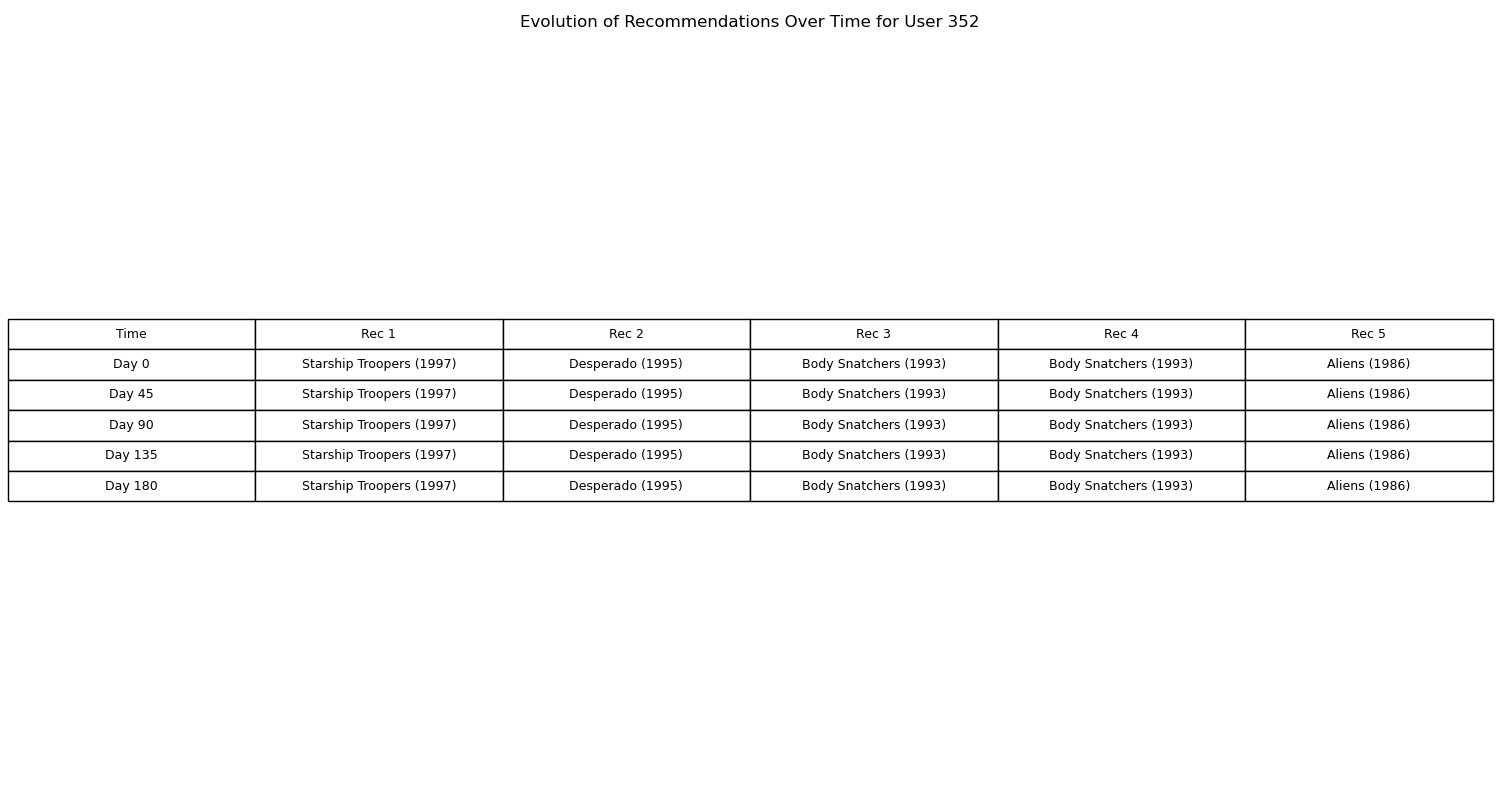 Evolution of Recommendations Over Time for User 352
Time Rec 1 Rec 2 Rec 3 Rec 4 Rec 5
Day 0 Starship Troopers (1997) Desperado (1995) Body Snatchers (1993) Body Snatchers (1993) Aliens (1986)
Day 45 Starship Troopers (1997) Desperado (1995) Body Snatchers (1993) Body Snatchers (1993) Aliens (1986)
Day 90 Starship Troopers (1997) Desperado (1995) Body Snatchers (1993) Body Snatchers (1993) Aliens (1986)
Day 135 Starship Troopers (1997) Desperado (1995) Body Snatchers (1993) Body Snatchers (1993) Aliens (1986)
Day 180 Starship Troopers (1997) Desperado (1995) Body Snatchers (1993) Body Snatchers (1993) Aliens (1986)